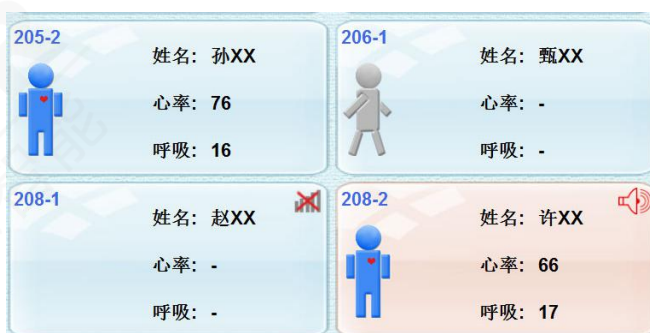 205-2
姓名: 孙XX
心率: 76
呼吸: 16
206-1
姓名: 甄XX
心率: -
呼吸: -
208-1
姓名: 赵XX
心率: -
呼吸: -
208-2
姓名: 许XX
心率: 66
呼吸: 17